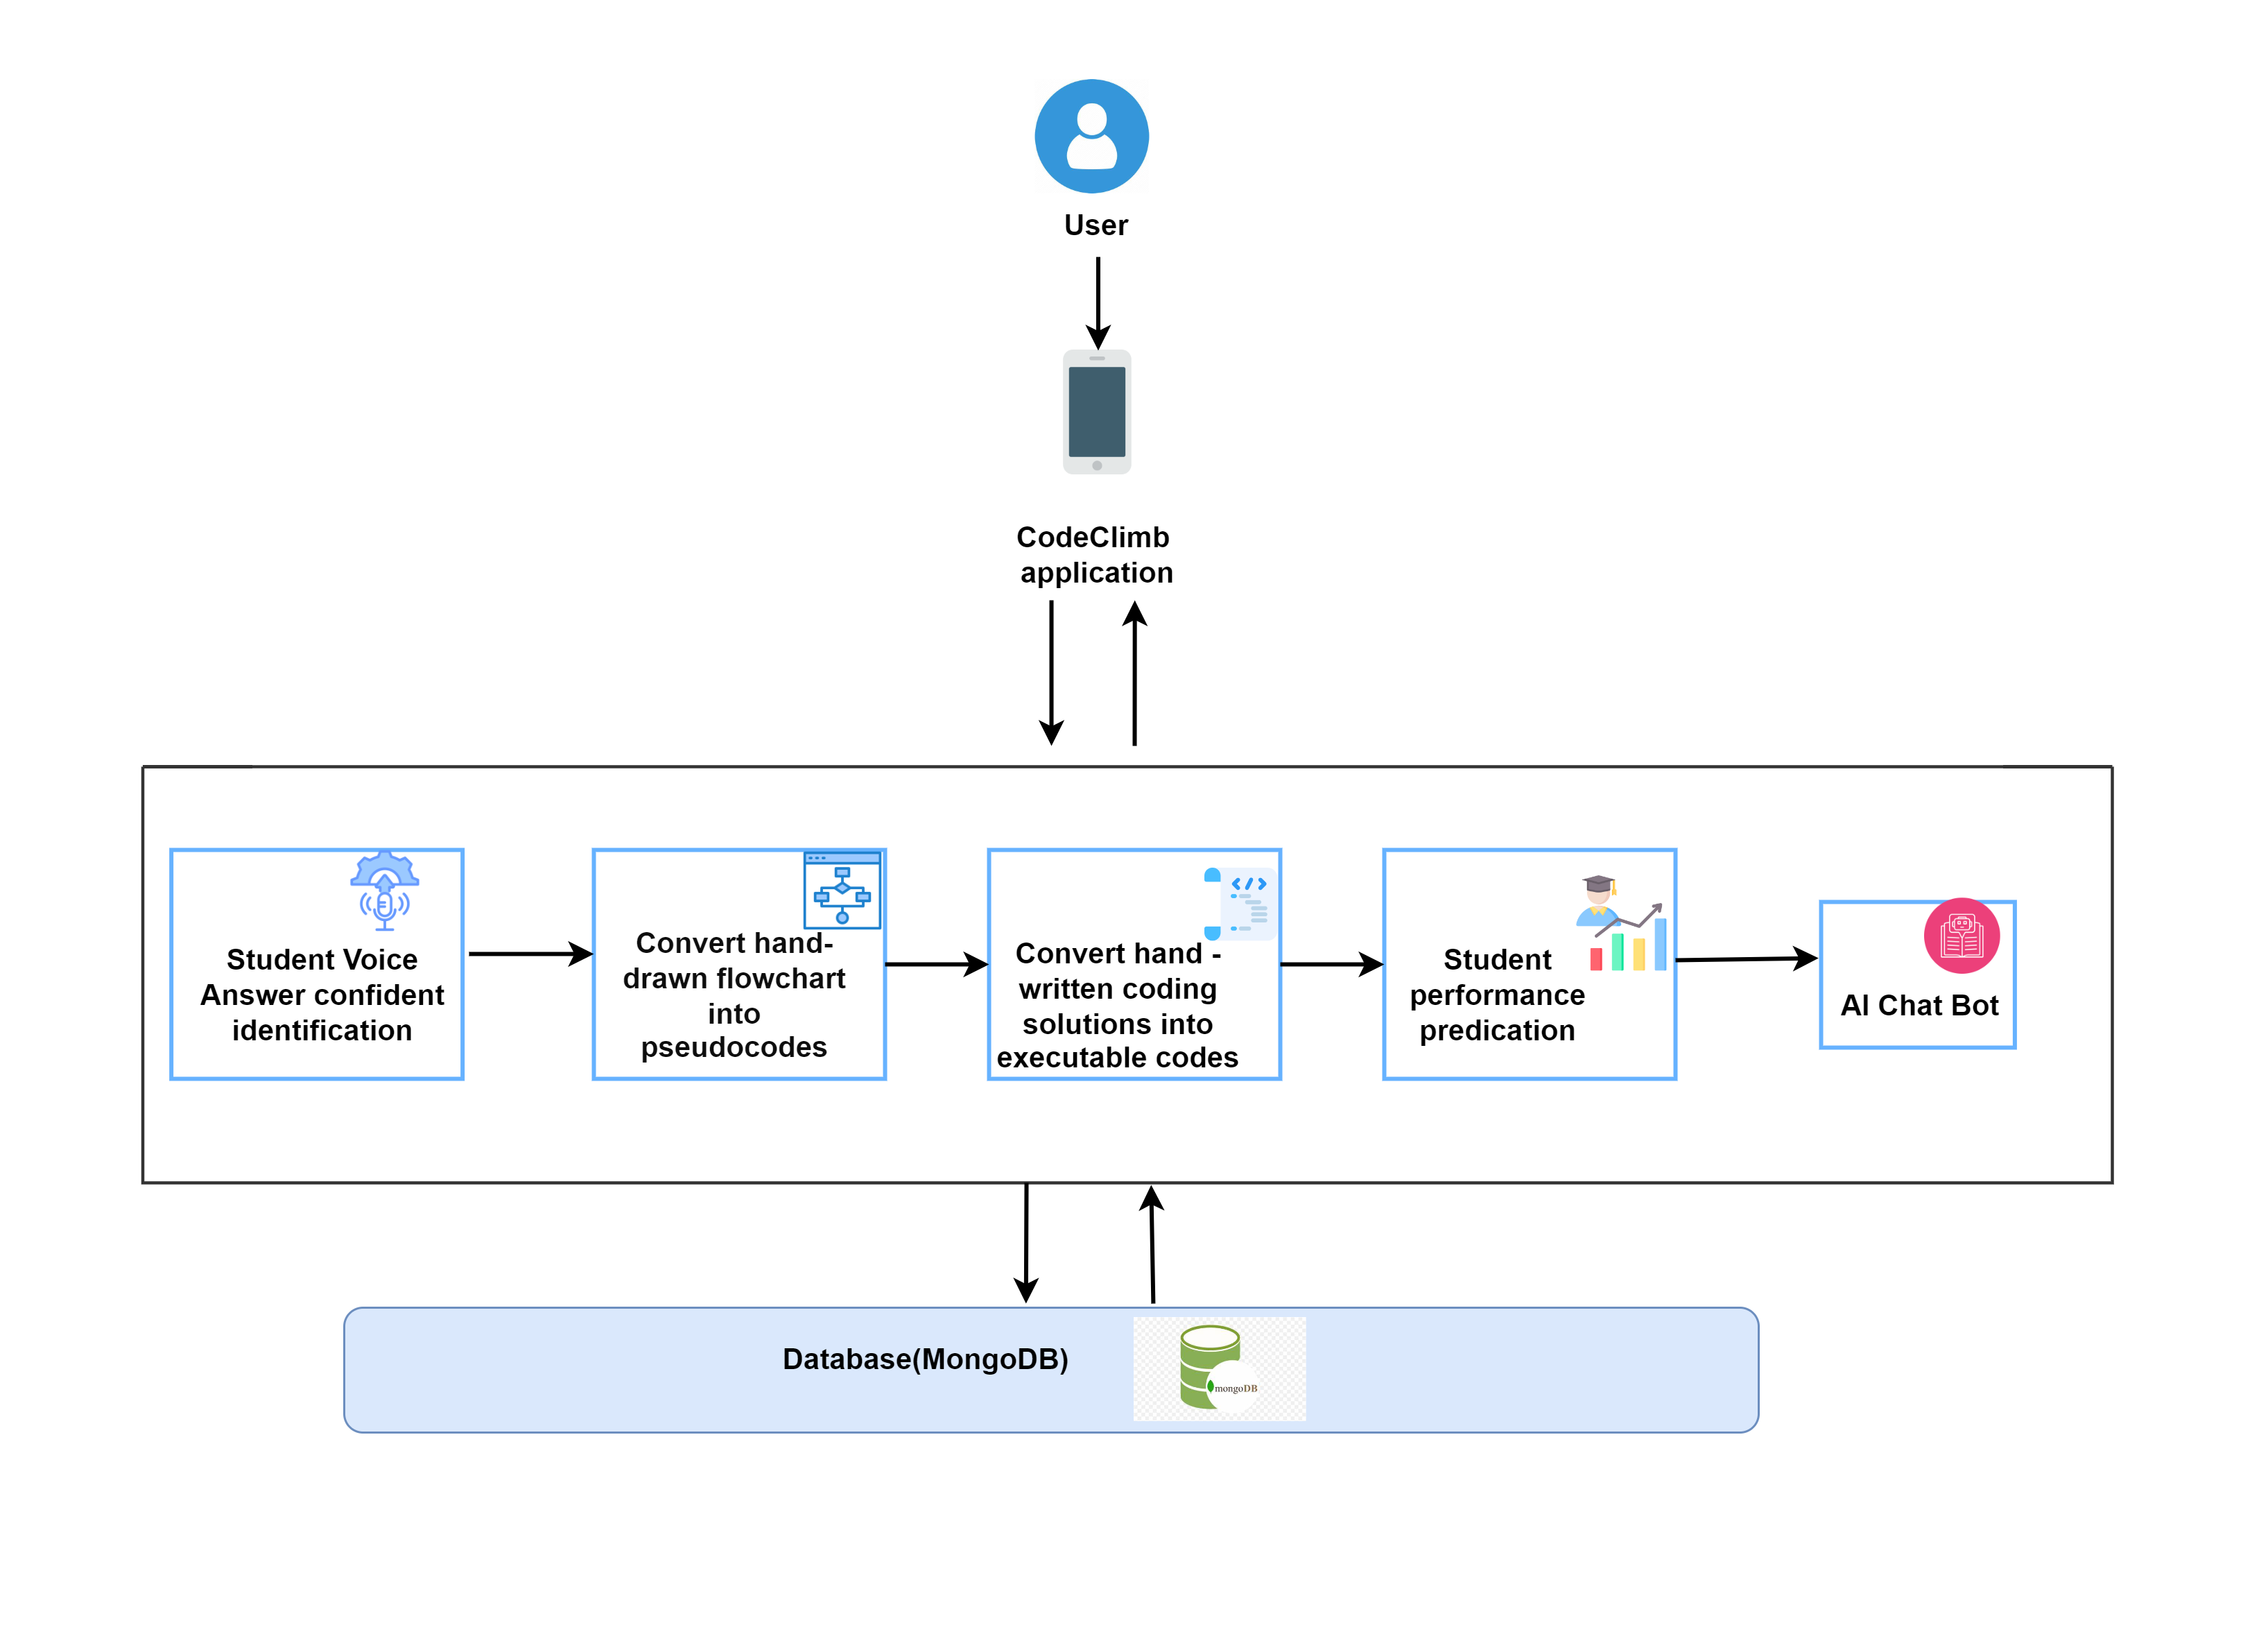 User
CodeClimb
application
Student Voice
Answer confident
identification
Convert hand-
drawn flowchart
into
pseudocodes
Convert hand -
written coding
solutions into
executable codes
Student
performance
predication
AI Chat Bot
Database(MongoDB)
mongoDB